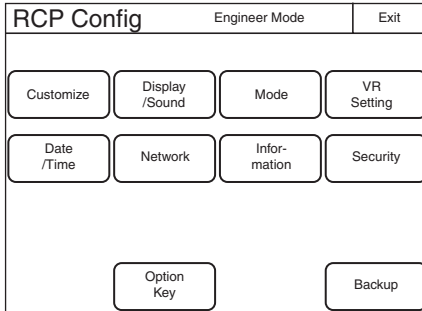 RCP Config Engineer Mode Exit
Customize
Display
/Sound
Mode
VR
Setting
Date
/Time
Network
Infor-
mation
Security
Option
Key
Backup